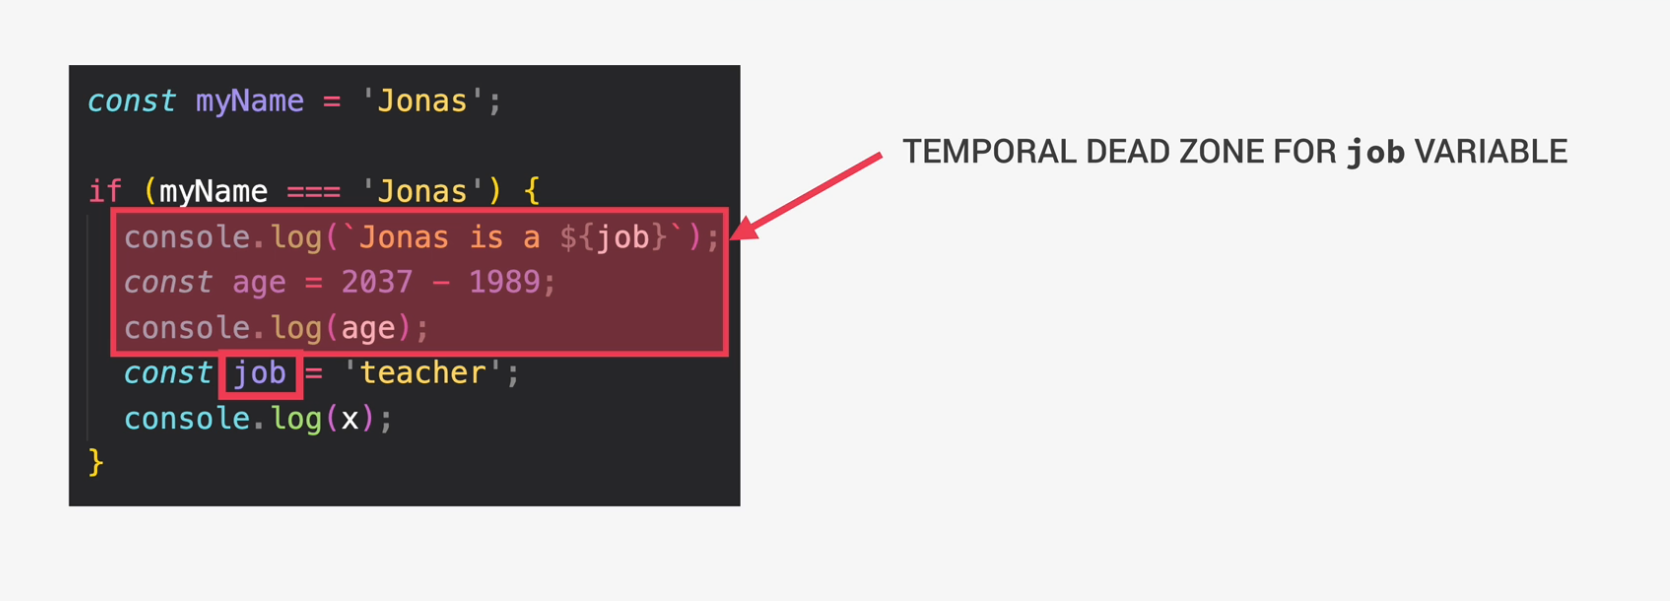 const myName = 'Jonas';
if (myName === 'Jonas') {
console.log(`Jonas is a ${job}`);
const age = 2037 - 1989;
console.log(age);
const job = 'teacher';
console.log(x);
}
TEMPORAL DEAD ZONE FOR job VARIABLE